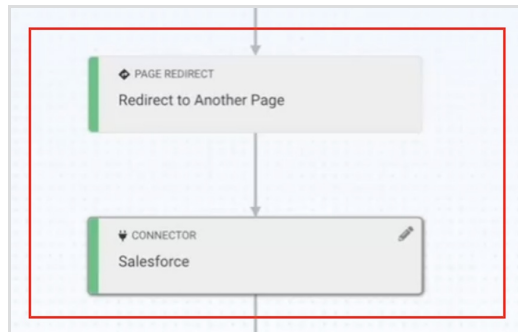 PAGE REDIRECT
Redirect to Another Page
CONNECTOR
Salesforce